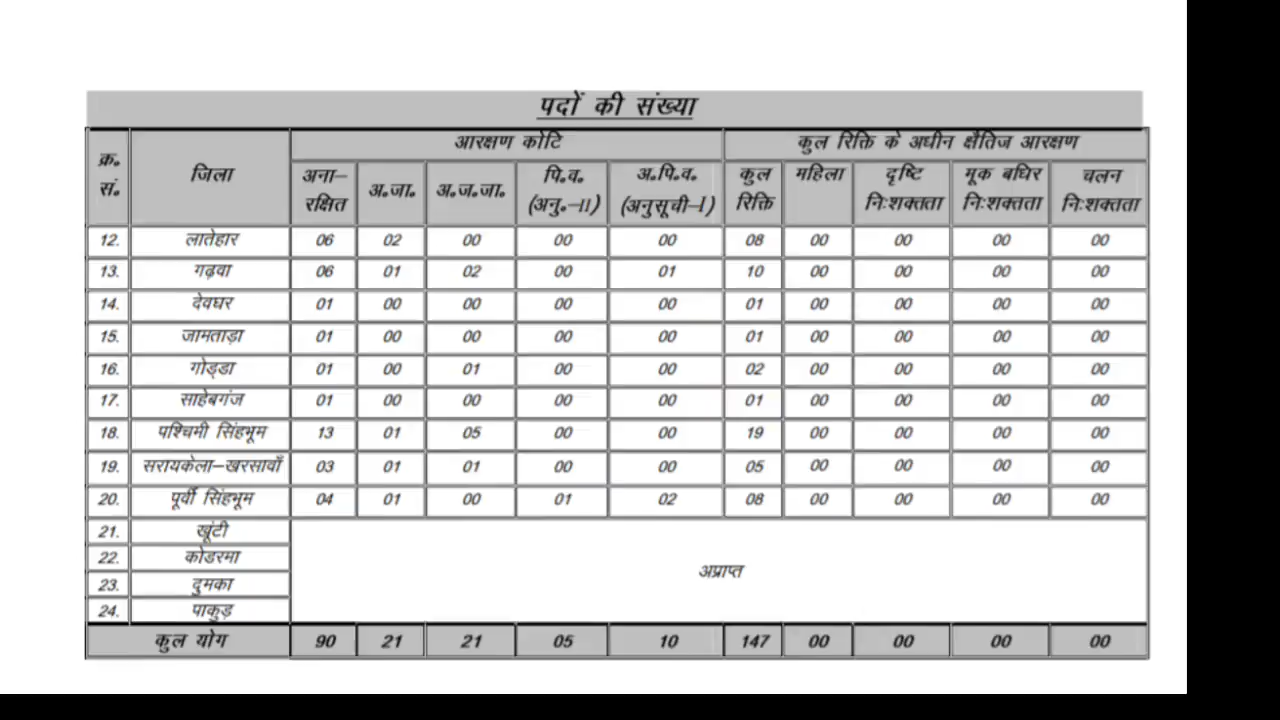 पदों की संख्या
क्र॰ सं॰ जिला आरक्षण कोटि कुल रिक्ति के अधीन क्षैतिज आरक्षण
अना–रक्षित अ॰जा॰ अ॰ज॰जा॰ पि॰व॰ (अनु॰–II) अ॰पि॰व॰ (अनुसूची–I) कुल रिक्ति महिला दृष्टि निःशक्तता मूक बधिर निःशक्तता चलन निःशक्तता
12. लातेहार 06 02 00 00 00 08 00 00 00 00
13. गढ़वा 06 01 02 00 01 10 00 00 00 00
14. देवघर 01 00 00 00 00 01 00 00 00 00
15. जामताड़ा 01 00 00 00 00 01 00 00 00 00
16. गोड्डा 01 00 01 00 00 02 00 00 00 00
17. साहेबगंज 01 00 00 00 00 01 00 00 00 00
18. पश्चिमी सिंहभूम 13 01 05 00 00 19 00 00 00 00
19. सरायकेला–खरसावाँ 03 01 01 00 00 05 00 00 00 00
20. पूर्वी सिंहभूम 04 01 00 01 02 08 00 00 00 00
21. खूंटी
22. कोडरमा
अप्राप्त
23. दुमका
24. पाकुड़
कुल योग 90 21 21 05 10 147 00 00 00 00